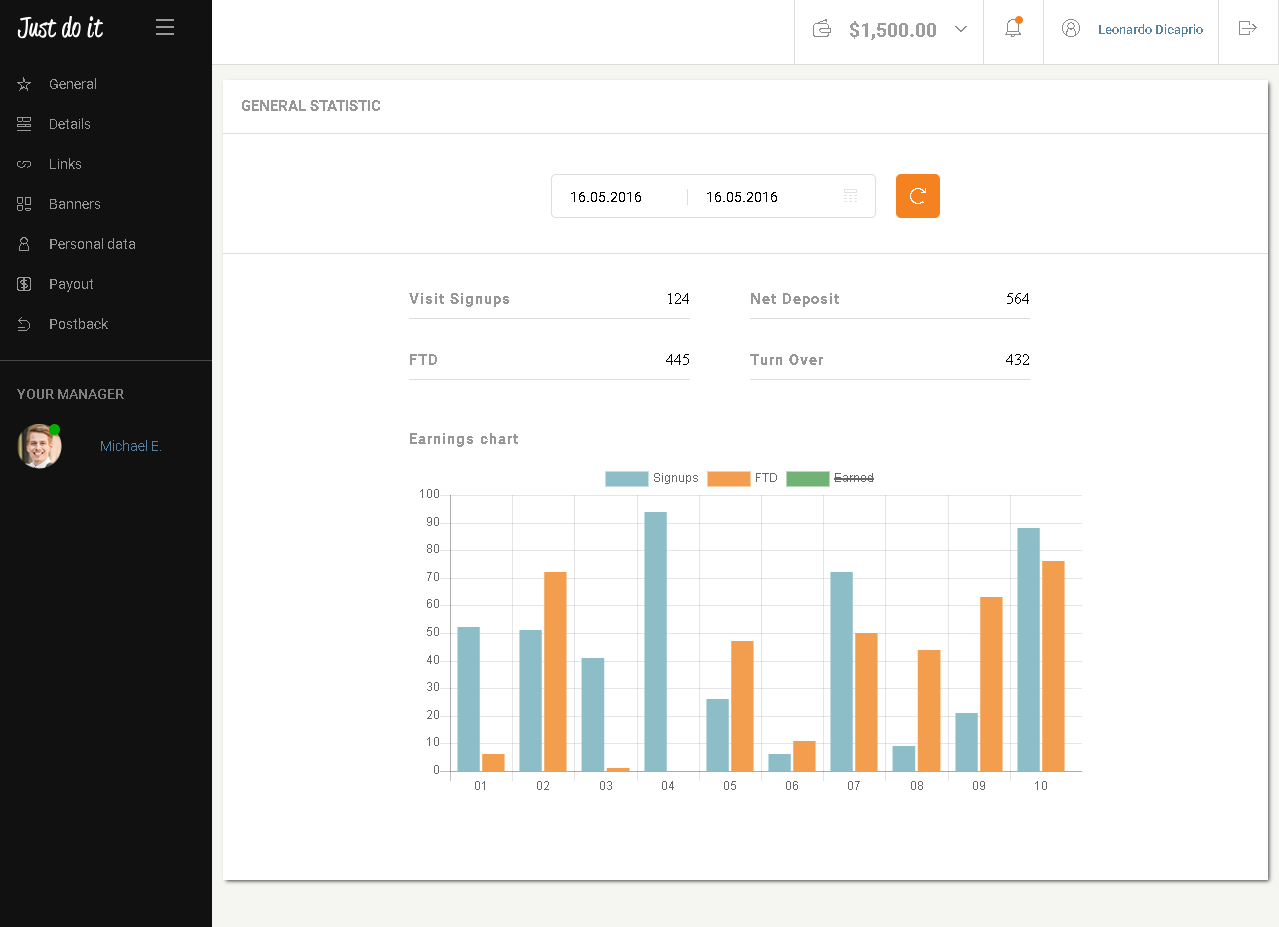 Just do it
$1,500.00
Leonardo Dicaprio
General
Details
Links
Banners
Personal data
Payout
Postback
YOUR MANAGER
Michael E.
GENERAL STATISTIC
16.05.2016 16.05.2016
Visit Signups 124 Net Deposit 564
FTD 445 Turn Over 432
Earnings chart
Signups FTD Earned
100
90
80
70
60
50
40
30
20
10
0
01 02 03 04 05 06 07 08 09 10